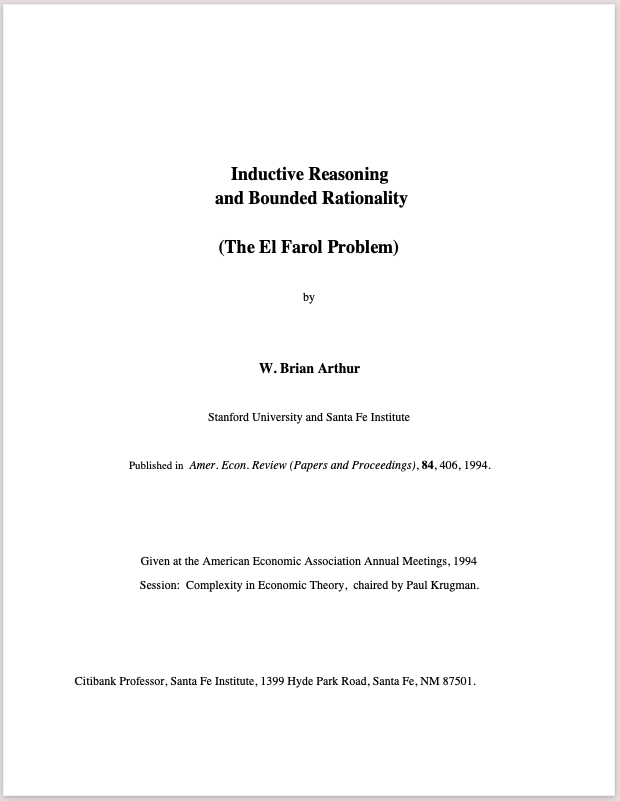 Inductive Reasoning
and Bounded Rationality
(The El Farol Problem)
by
W. Brian Arthur
Stanford University and Santa Fe Institute
Published in Amer. Econ. Review (Papers and Proceedings), 84, 406, 1994.
Given at the American Economic Association Annual Meetings, 1994
Session: Complexity in Economic Theory, chaired by Paul Krugman.
Citibank Professor, Santa Fe Institute, 1399 Hyde Park Road, Santa Fe, NM 87501.